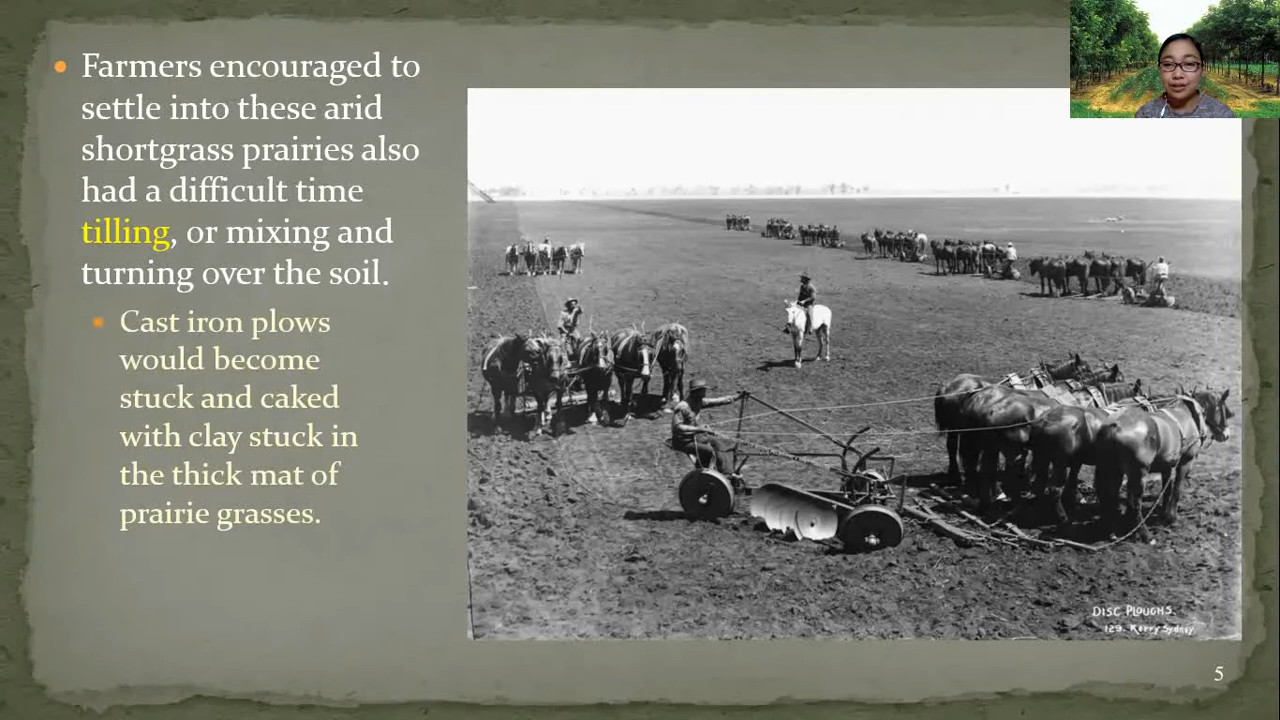 Farmers encouraged to
settle into these arid
shortgrass prairies also
had a difficult time
tilling, or mixing and
turning over the soil.
Cast iron plows
would become
stuck and caked
with clay stuck in
the thick mat of
prairie grasses.
DISC PLOUGHS.
129. Kerry Sydney
5